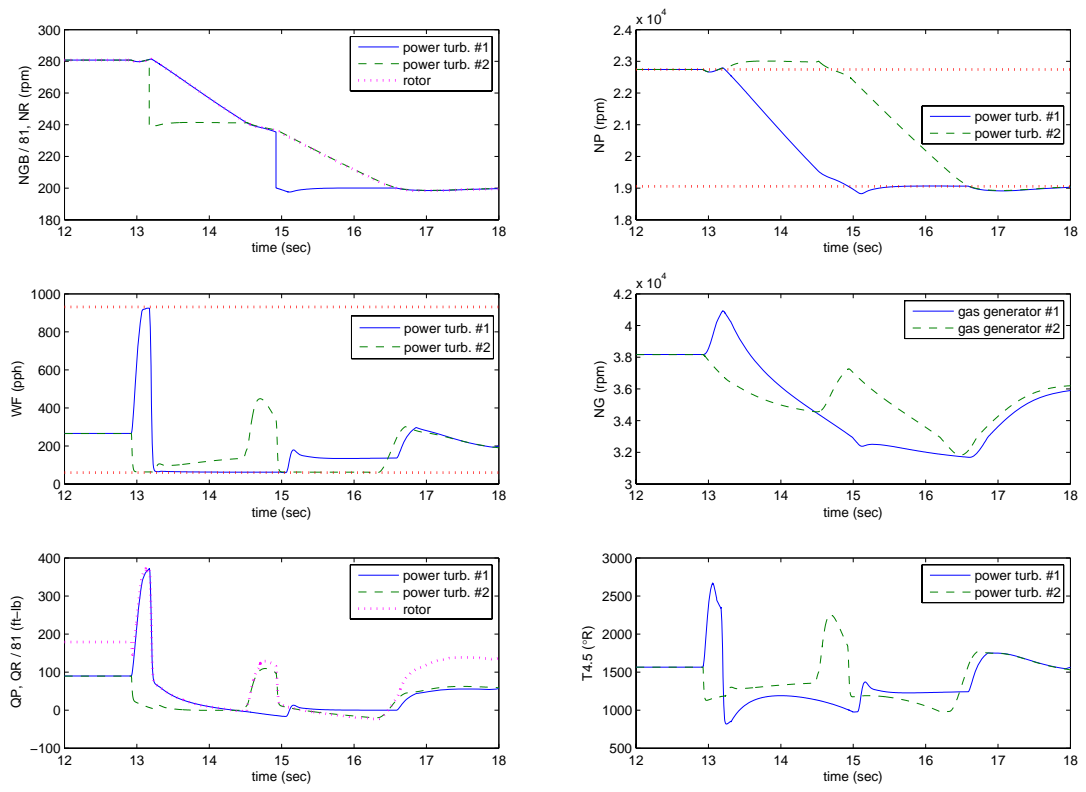 300
280
260
240
220
200
180
12 13 14 15 16 17 18
time (sec)
NGB / 81, NR (rpm)
power turb. #1
power turb. #2
rotor
x 10⁴
2.4
2.3
2.2
2.1
2
1.9
1.8
12 13 14 15 16 17 18
time (sec)
NP (rpm)
power turb. #1
power turb. #2
1000
800
600
400
200
0
12 13 14 15 16 17 18
time (sec)
WF (pph)
power turb. #1
power turb. #2
x 10⁴
4.2
4
3.8
3.6
3.4
3.2
3
12 13 14 15 16 17 18
time (sec)
NG (rpm)
gas generator #1
gas generator #2
400
300
200
100
0
−100
12 13 14 15 16 17 18
time (sec)
QP, QR / 81 (ft−lb)
power turb. #1
power turb. #2
rotor
3000
2500
2000
1500
1000
500
12 13 14 15 16 17 18
time (sec)
T4.5 (°R)
power turb. #1
power turb. #2